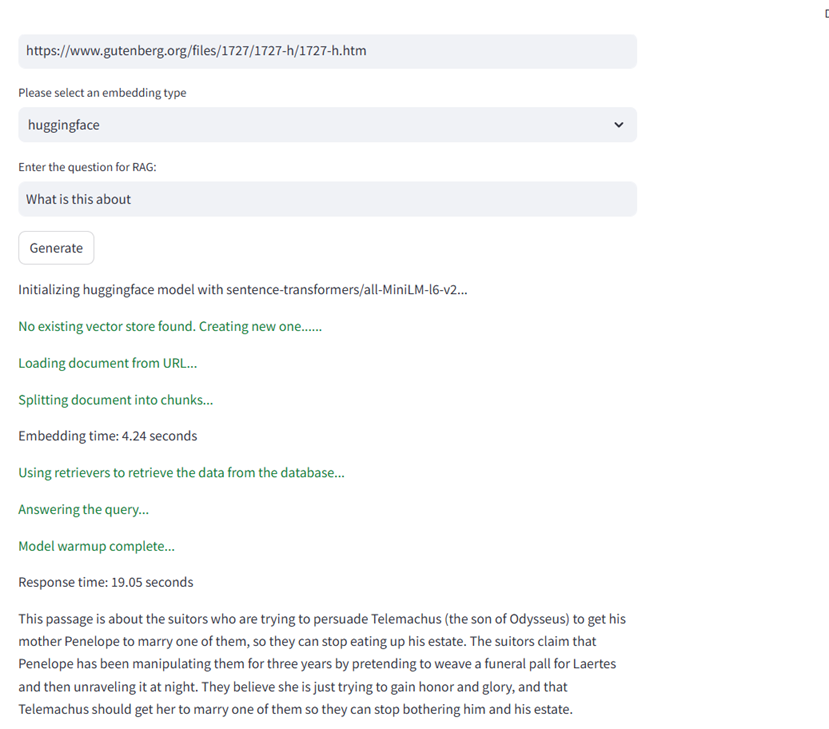 https://www.gutenberg.org/files/1727/1727-h/1727-h.htm
Please select an embedding type
huggingface
Enter the question for RAG:
What is this about
Generate
Initializing huggingface model with sentence-transformers/all-MiniLM-l6-v2...
No existing vector store found. Creating new one......
Loading document from URL...
Splitting document into chunks...
Embedding time: 4.24 seconds
Using retrievers to retrieve the data from the database...
Answering the query...
Model warmup complete...
Response time: 19.05 seconds
This passage is about the suitors who are trying to persuade Telemachus (the son of Odysseus) to get his
mother Penelope to marry one of them, so they can stop eating up his estate. The suitors claim that
Penelope has been manipulating them for three years by pretending to weave a funeral pall for Laertes
and then unraveling it at night. They believe she is just trying to gain honor and glory, and that
Telemachus should get her to marry one of them so they can stop bothering him and his estate.